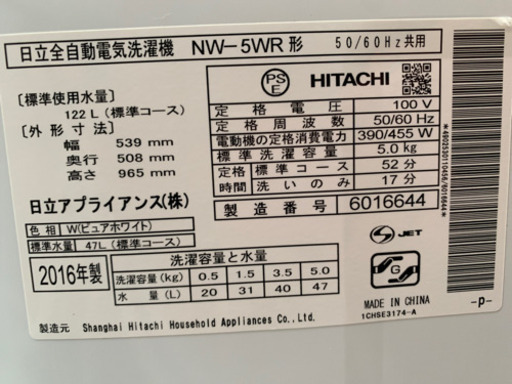 日立全自動電気洗濯機 NW-5WR 形 50/60Hz共用
[標準使用水量]
122 L (標準コース)
[外形寸法]
幅 539 mm
奥行 508 mm
高さ 965 mm
日立アプライアンス(株)
色相 W(ピュアホワイト)
標準水量 47L (標準コース)
2016年製
PS
E
HITACHI
定格電圧 100 V
定格周波数 50/60 Hz
電動機の定格消費電力 390/455 W
標準洗濯容量 5.0 kg
定格時間 標準コース 52 分
洗いのみ 17 分
製造番号 6016644
洗濯容量と水量
洗濯容量(kg) 0.5 1.5 3.5 5.0
水量(L) 20 31 40 47
JET
G
MADE IN CHINA
1CHSE3174-A
-p-
製造元 Shanghai Hitachi Household Appliances Co.,Ltd.